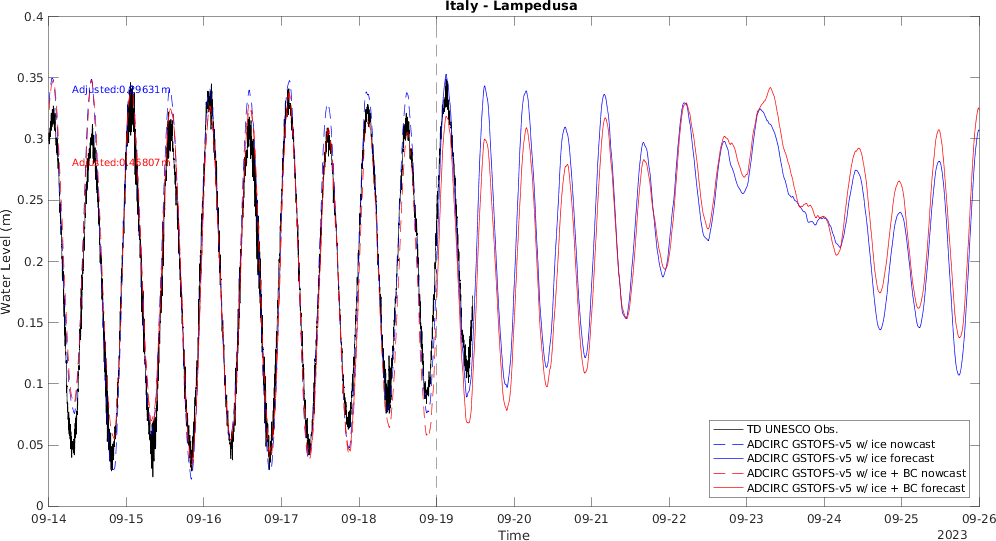 Italy - Lampedusa
0.4
0.35
0.3
0.25
0.2
0.15
0.1
0.05
0
Water Level (m)
Adjusted:0.29631m
Adjusted:0.45807m
TD UNESCO Obs.
ADCIRC GSTOFS-v5 w/ ice nowcast
ADCIRC GSTOFS-v5 w/ ice forecast
ADCIRC GSTOFS-v5 w/ ice + BC nowcast
ADCIRC GSTOFS-v5 w/ ice + BC forecast
09-14 09-15 09-16 09-17 09-18 09-19 09-20 09-21 09-22 09-23 09-24 09-25 09-26
Time
2023